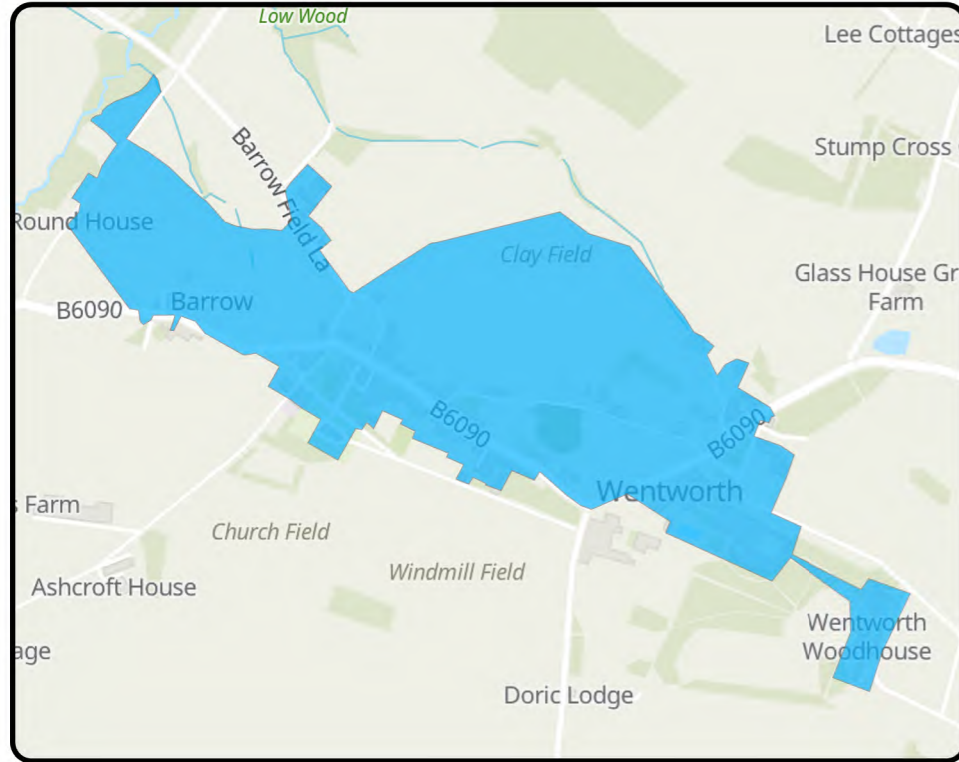 Low Wood
Lee Cottages
Barrow Field La
Stump Cross
Round House
Clay Field
Glass House Gr
Farm
B6090
Barrow
B6090
B6090
Wentworth
s Farm
Church Field
Windmill Field
Ashcroft House
Wentworth
Woodhouse
age
Doric Lodge